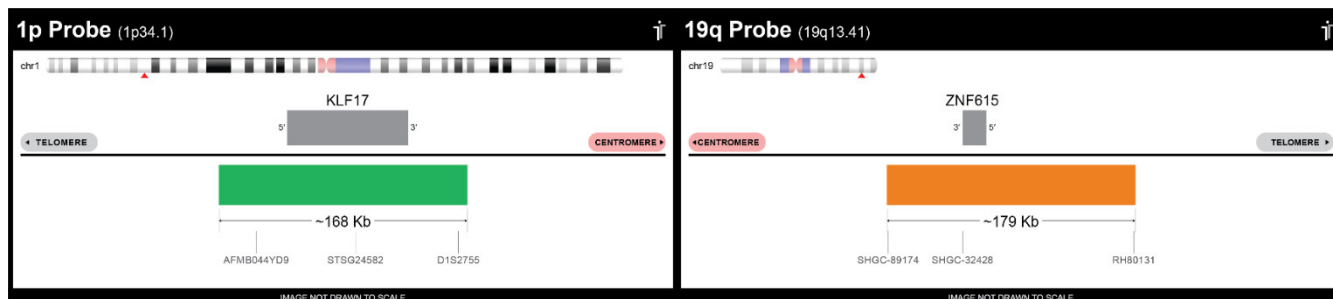 1p Probe (1p34.1)
chr1
KLF17
5' 3'
◂ TELOMERE CENTROMERE ▸
~168 Kb
AFMB044YD9 STSG24582 D1S2755
IMAGE NOT DRAWN TO SCALE
19q Probe (19q13.41)
chr19
ZNF615
3' 5'
◂CENTROMERE TELOMERE ▸
~179 Kb
SHGC-89174 SHGC-32428 RH80131
IMAGE NOT DRAWN TO SCALE